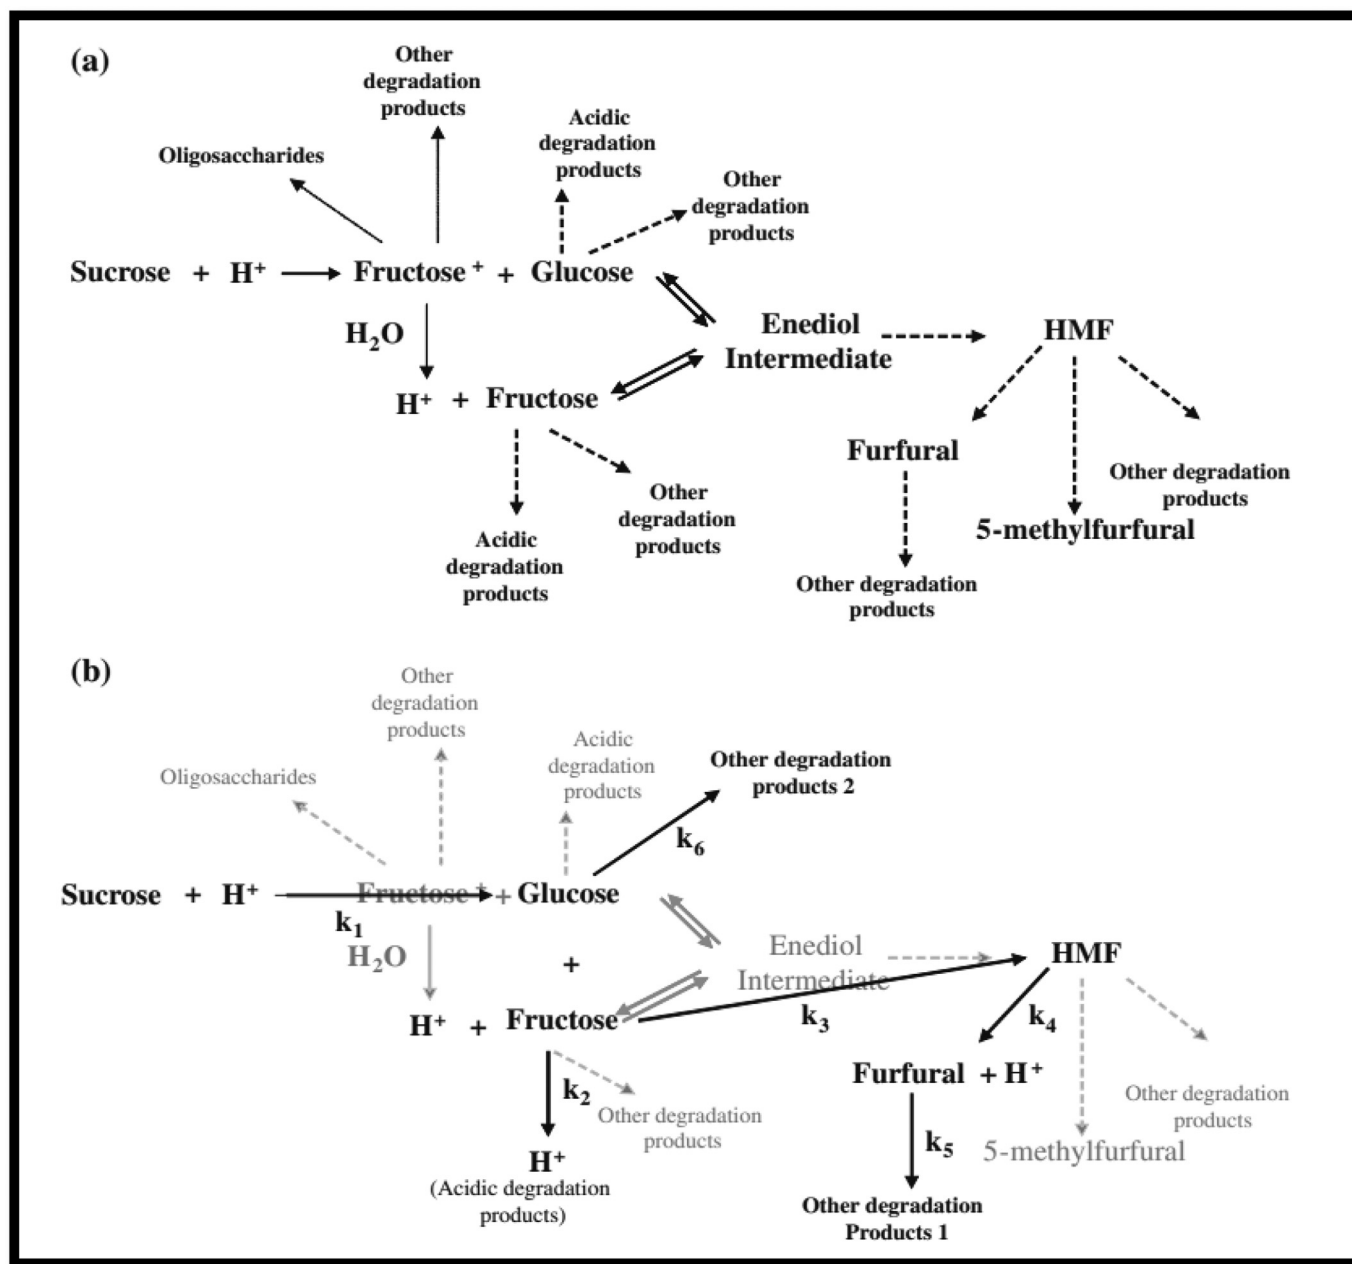 (a)
Other
degradation
products
Oligosaccharides
Acidic
degradation
products
Other
degradation
products
Sucrose + H⁺ Fructose⁺ + Glucose
H₂O
Enediol
Intermediate
HMF
H⁺ + Fructose
Furfural
Other degradation
products
5-methylfurfural
Other
degradation
products
Acidic
degradation
products
Other degradation
products
(b)
Other
degradation
products
Oligosaccharides
Acidic
degradation
products
Other degradation
products 2
k₆
Sucrose + H⁺ Fructose⁺ + Glucose
k₁
H₂O
+
Enediol
Intermediate
HMF
H⁺ + Fructose
k₃
k₄
Furfural + H⁺
k₂
Other degradation
products
Other degradation
products
k₅
5-methylfurfural
H⁺
(Acidic degradation
products)
Other degradation
Products 1